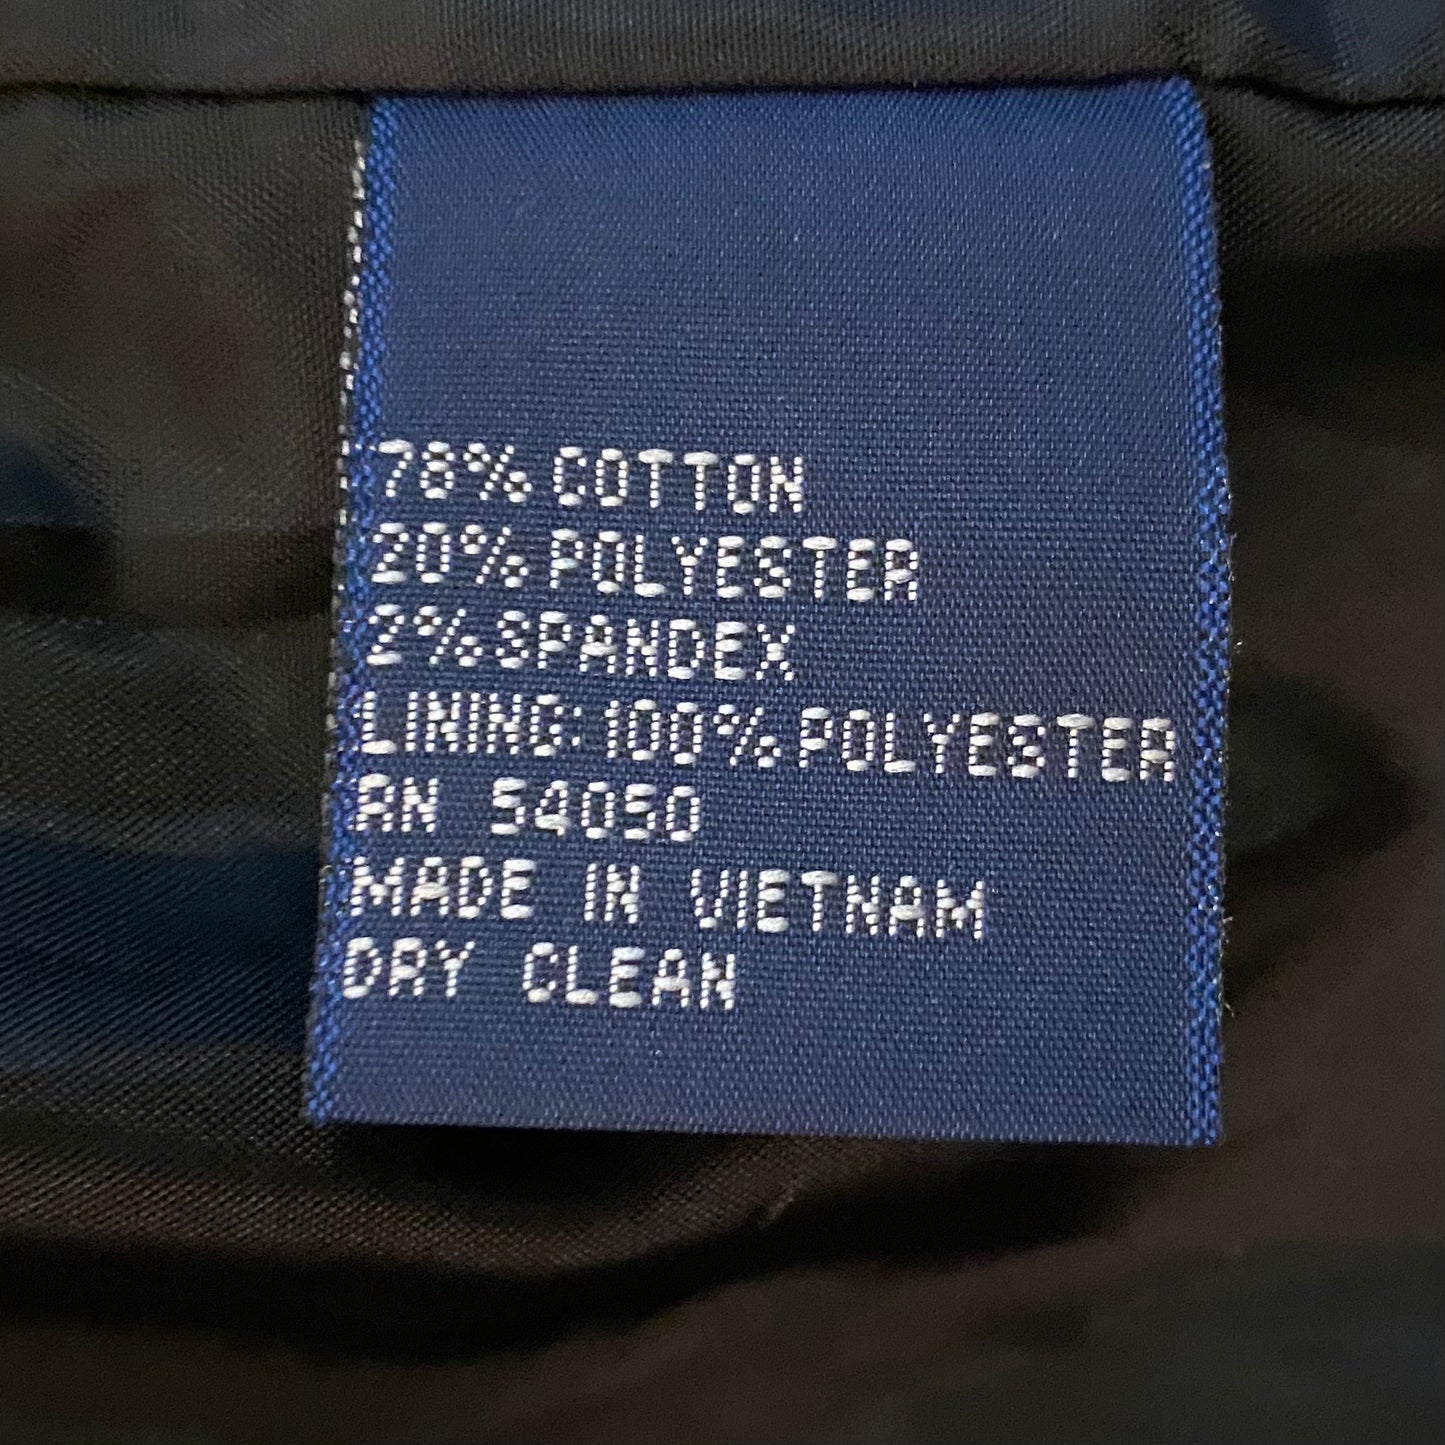 78% COTTON
20% POLYESTER
2% SPANDEX
LINING: 100% POLYESTER
RN 54050
MADE IN VIETNAM
DRY CLEAN